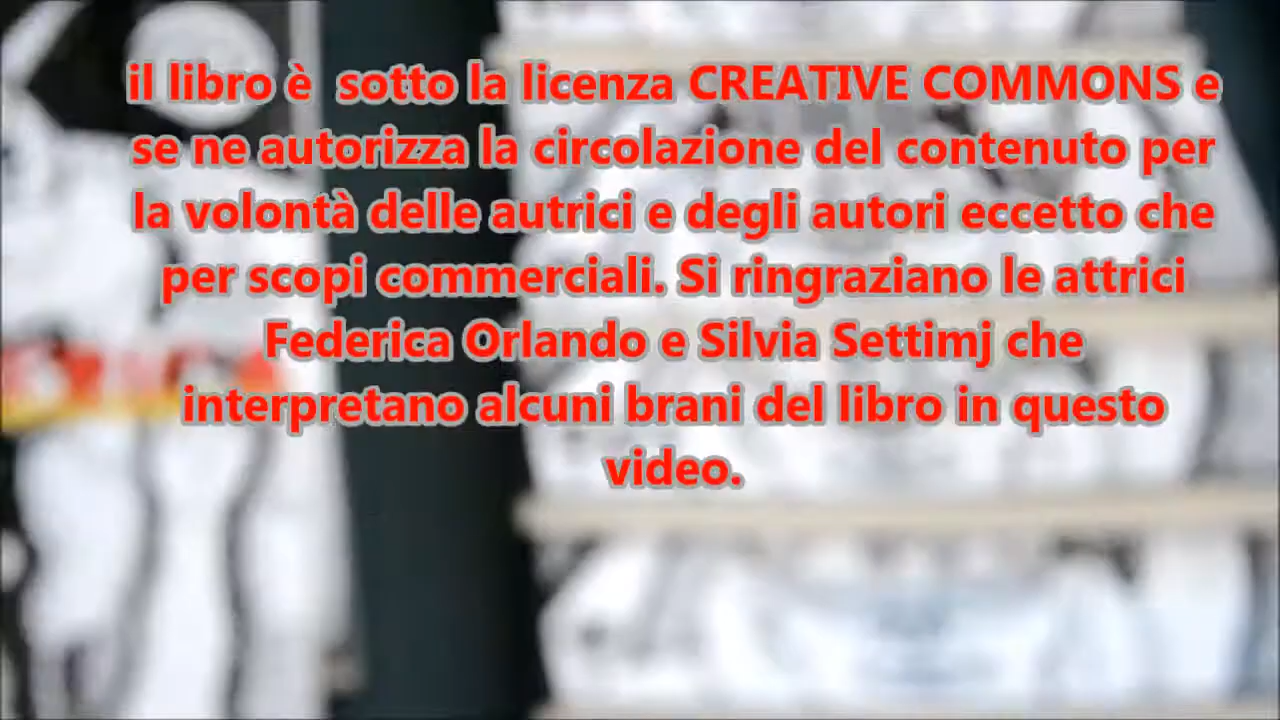 il libro è  sotto la licenza CREATIVE COMMONS e
se ne autorizza la circolazione del contenuto per
la volontà delle autrici e degli autori eccetto che
per scopi commerciali. Si ringraziano le attrici
Federica Orlando e Silvia Settimj che
interpretano alcuni brani del libro in questo
video.